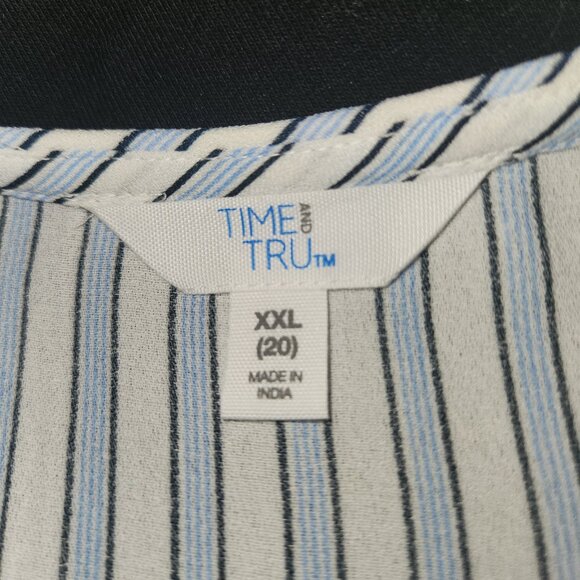 TIME AND
TRU™
XXL
(20)
MADE IN
INDIA